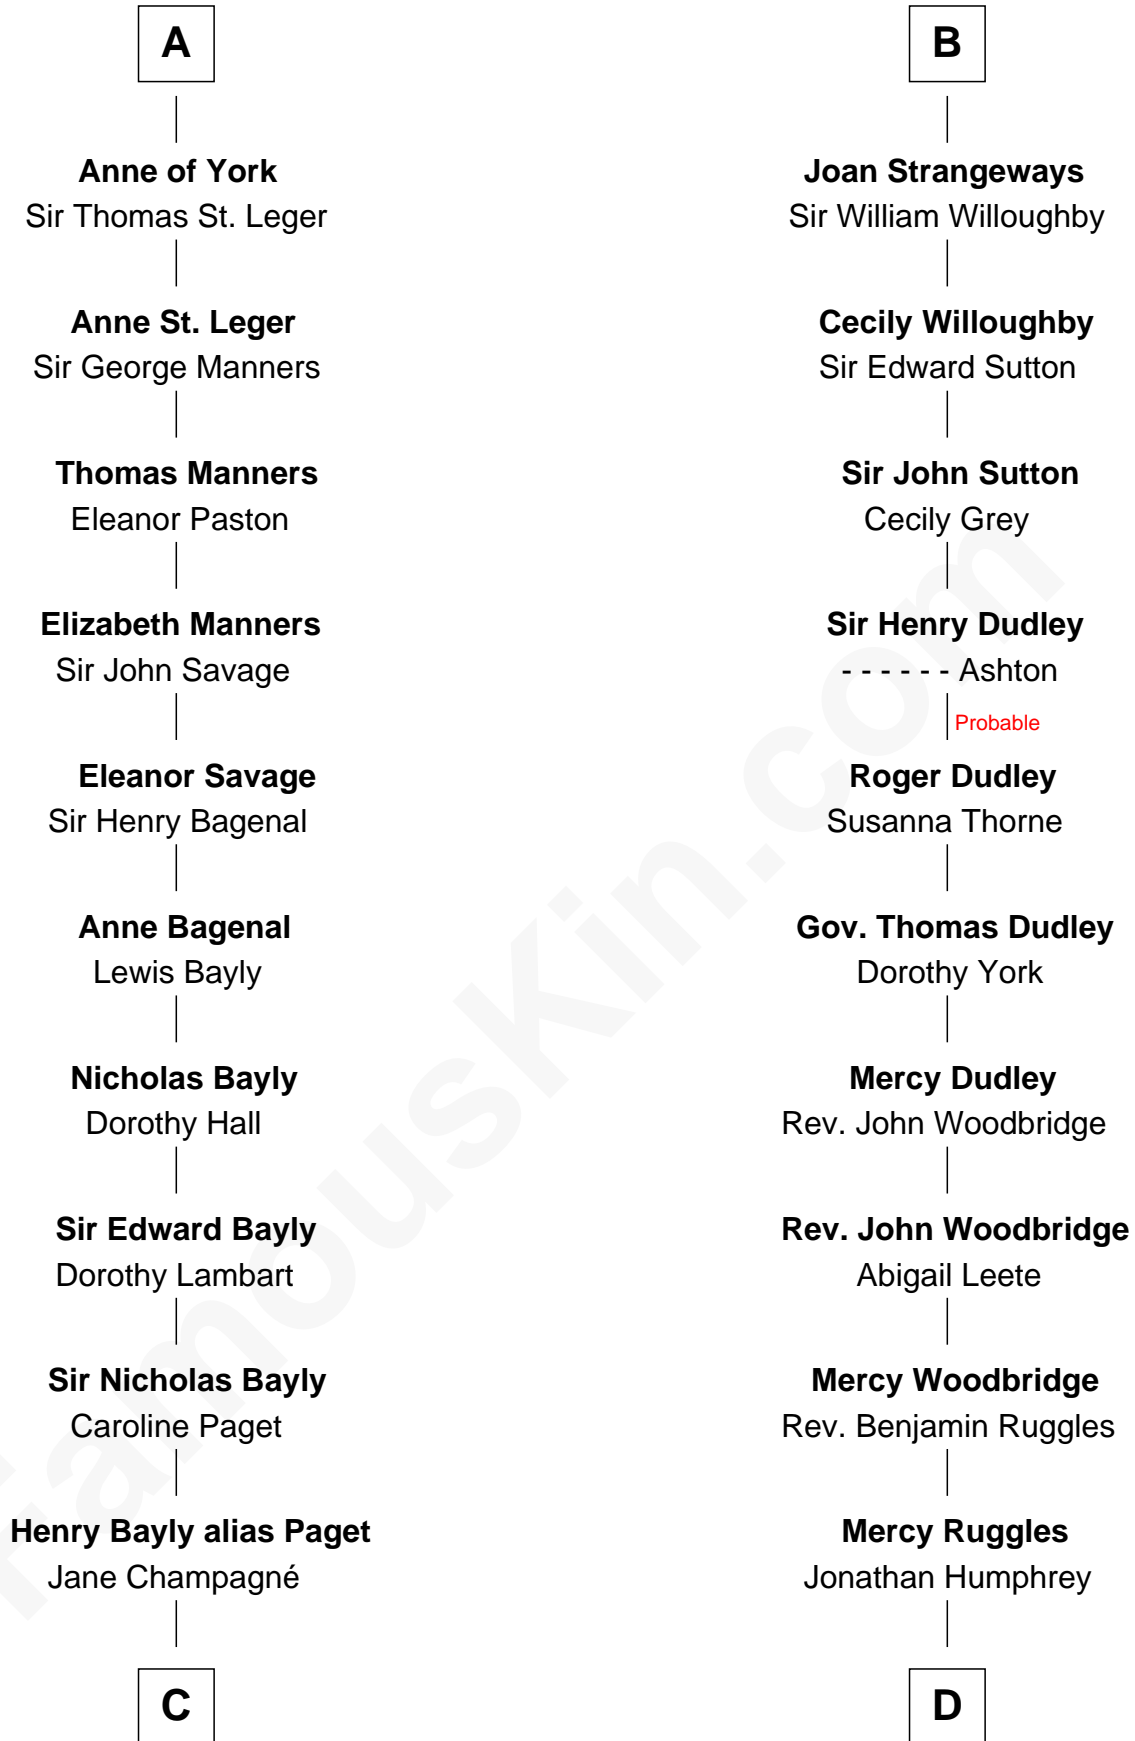 A
Anne of York
Sir Thomas St. Leger
Anne St. Leger
Sir George Manners
Thomas Manners
Eleanor Paston
Elizabeth Manners
Sir John Savage
Eleanor Savage
Sir Henry Bagenal
Anne Bagenal
Lewis Bayly
Nicholas Bayly
Dorothy Hall
Sir Edward Bayly
Dorothy Lambart
Sir Nicholas Bayly
Caroline Paget
Henry Bayly alias Paget
Jane Champagné
C
B
Joan Strangeways
Sir William Willoughby
Cecily Willoughby
Sir Edward Sutton
Sir John Sutton
Cecily Grey
Sir Henry Dudley
- - - - - - Ashton
Probable
Roger Dudley
Susanna Thorne
Gov. Thomas Dudley
Dorothy York
Mercy Dudley
Rev. John Woodbridge
Rev. John Woodbridge
Abigail Leete
Mercy Woodbridge
Rev. Benjamin Ruggles
Mercy Ruggles
Jonathan Humphrey
D
FamousKin.com